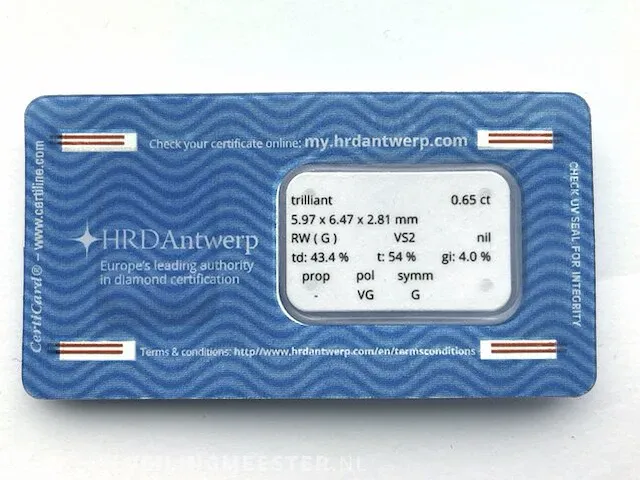 Check your certificate online: my.hrdantwerp.com
CertiCard® – www.certiline.com
CHECK UV SEAL FOR INTEGRITY
HRDAntwerp
Europe's leading authority
in diamond certification
trilliant 0.65 ct
5.97 x 6.47 x 2.81 mm
RW ( G ) VS2 nil
td: 43.4 % t: 54 % gi: 4.0 %
prop pol symm
- VG G
Terms & conditions: http//www.hrdantwerp.com/en/termsconditions